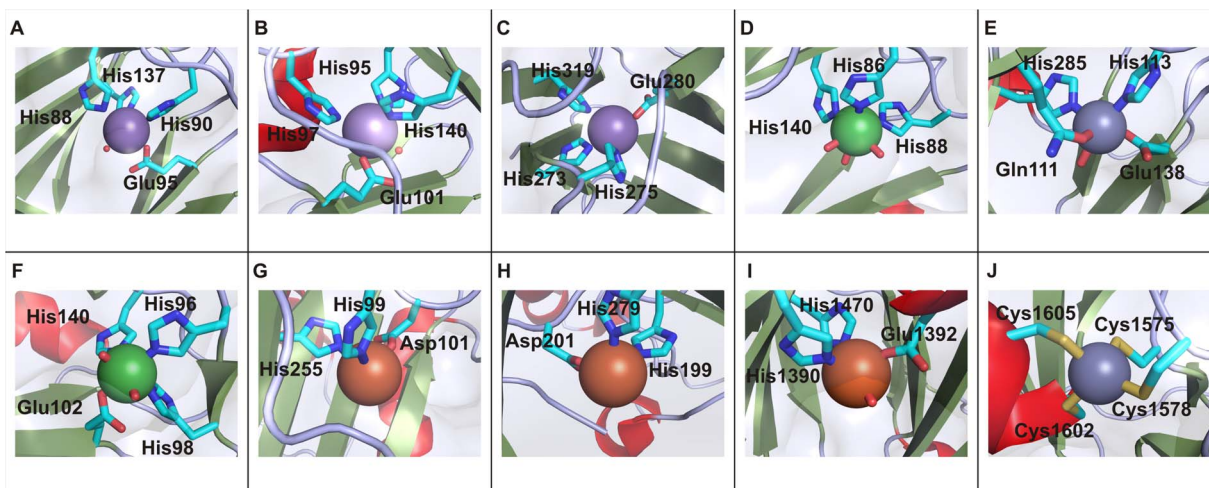 A
His137
His88
His90
Glu95
B
His95
His97
His140
Glu101
C
His319
Glu280
His273
His275
D
His86
His140
His88
E
His285
His113
Gln111
Glu138
F
His96
His140
Glu102
His98
G
His99
Asp101
His255
H
His279
Asp201
His199
I
His1470
Glu1392
His1390
J
Cys1605
Cys1575
Cys1578
Cys1602